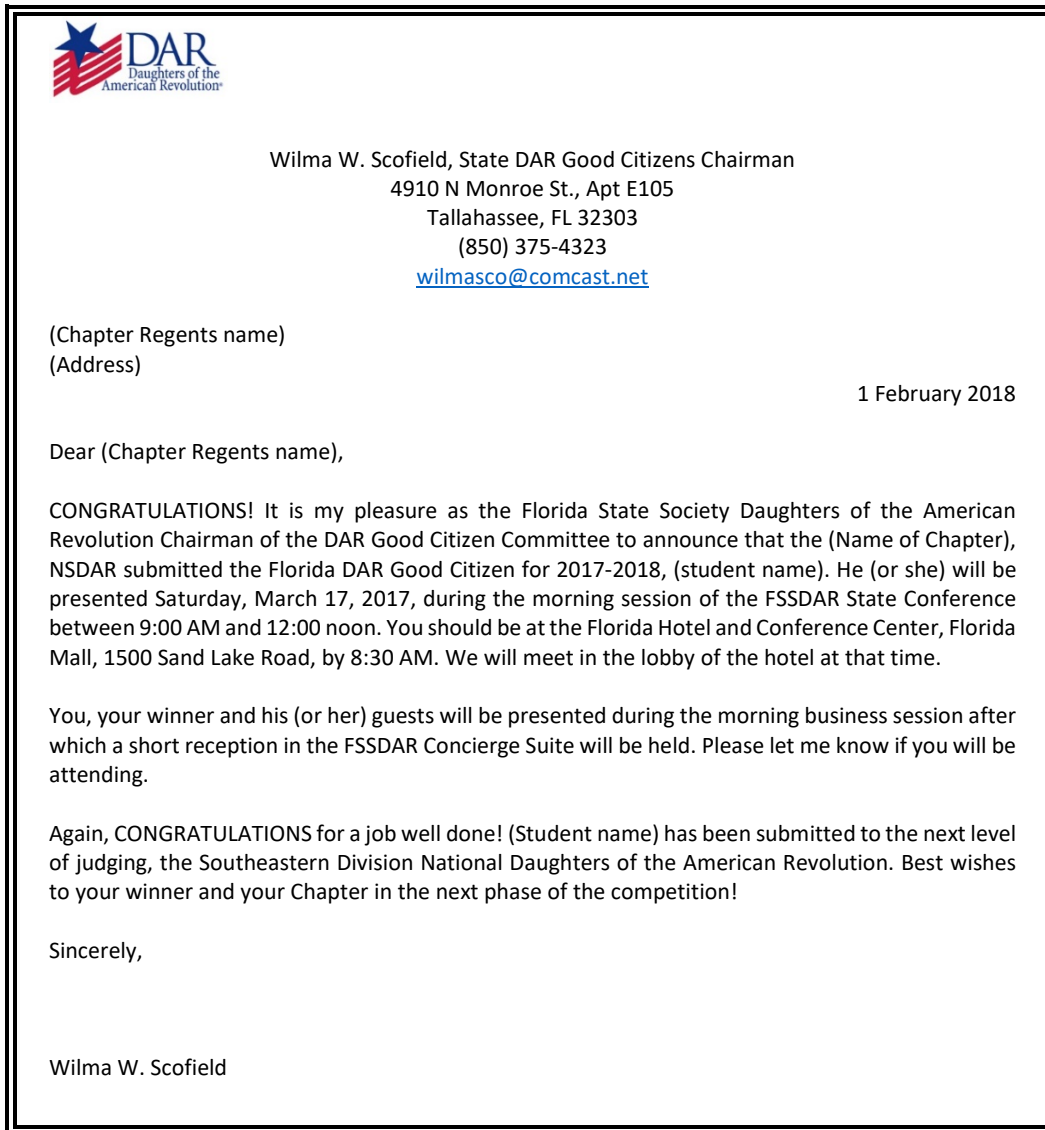 DAR
Daughters of the
American Revolution®
Wilma W. Scofield, State DAR Good Citizens Chairman
4910 N Monroe St., Apt E105
Tallahassee, FL 32303
(850) 375-4323
wilmasco@comcast.net
(Chapter Regents name)
(Address)
1 February 2018
Dear (Chapter Regents name),
CONGRATULATIONS! It is my pleasure as the Florida State Society Daughters of the American
Revolution Chairman of the DAR Good Citizen Committee to announce that the (Name of Chapter),
NSDAR submitted the Florida DAR Good Citizen for 2017-2018, (student name). He (or she) will be
presented Saturday, March 17, 2017, during the morning session of the FSSDAR State Conference
between 9:00 AM and 12:00 noon. You should be at the Florida Hotel and Conference Center, Florida
Mall, 1500 Sand Lake Road, by 8:30 AM. We will meet in the lobby of the hotel at that time.
You, your winner and his (or her) guests will be presented during the morning business session after
which a short reception in the FSSDAR Concierge Suite will be held. Please let me know if you will be
attending.
Again, CONGRATULATIONS for a job well done! (Student name) has been submitted to the next level
of judging, the Southeastern Division National Daughters of the American Revolution. Best wishes
to your winner and your Chapter in the next phase of the competition!
Sincerely,
Wilma W. Scofield